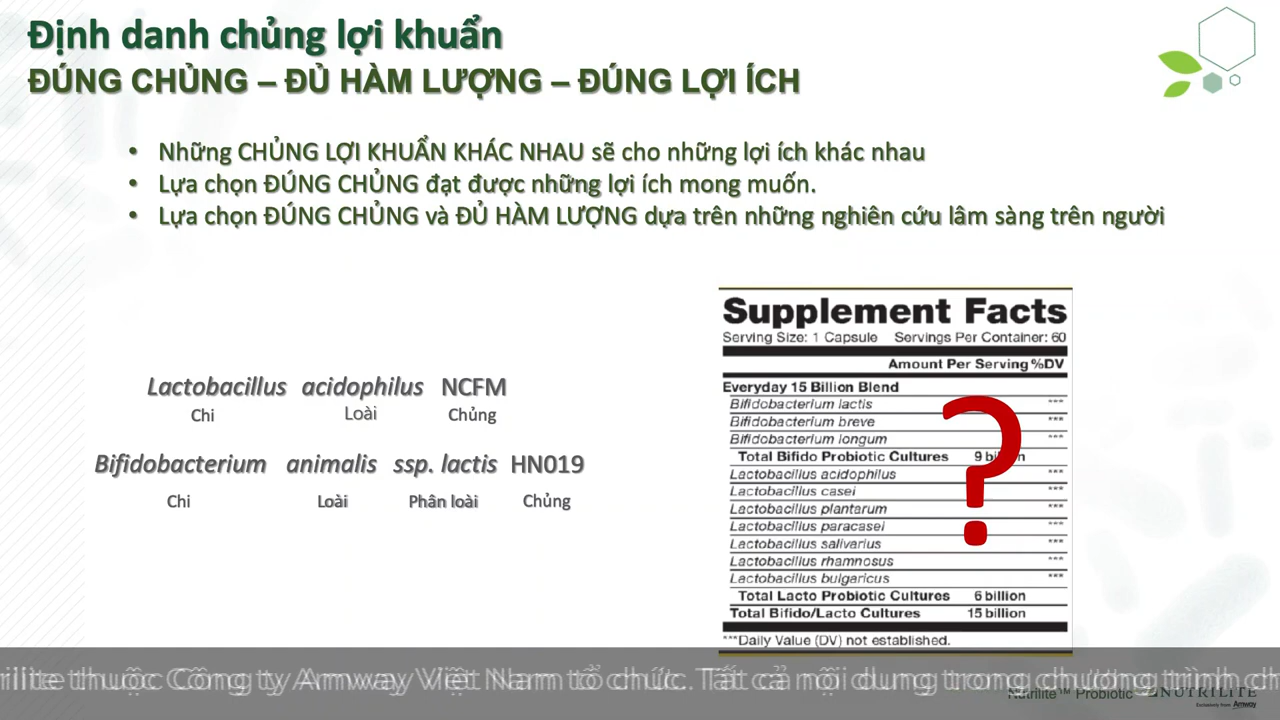 Định danh chủng lợi khuẩn
ĐÚNG CHỦNG – ĐỦ HÀM LƯỢNG – ĐÚNG LỢI ÍCH
• Những CHỦNG LỢI KHUẨN KHÁC NHAU sẽ cho những lợi ích khác nhau
• Lựa chọn ĐÚNG CHỦNG đạt được những lợi ích mong muốn.
• Lựa chọn ĐÚNG CHỦNG và ĐỦ HÀM LƯỢNG dựa trên những nghiên cứu lâm sàng trên người
Lactobacillus acidophilus NCFM
Chi Loài Chủng
Bifidobacterium animalis ssp. lactis HN019
Chi Loài Phân loài Chủng
Supplement Facts
Serving Size: 1 Capsule Servings Per Container: 60
Amount Per Serving %DV
Everyday 15 Billion Blend
Bifidobacterium lactis ***
Bifidobacterium breve ***
Bifidobacterium longum ***
Total Bifido Probiotic Cultures 9 billion
Lactobacillus acidophilus ***
Lactobacillus casei ***
Lactobacillus plantarum ***
Lactobacillus paracasei ***
Lactobacillus salivarius ***
Lactobacillus rhamnosus ***
Lactobacillus bulgaricus ***
Total Lacto Probiotic Cultures 6 billion
Total Bifido/Lacto Cultures 15 billion
***Daily Value (DV) not established.
?
thuộc Công ty Amway Việt Nam tổ chức. Tất cả nội dung trong chương trình
Nutrilite™ Probiotic NUTRILITE
Exclusively from Amway